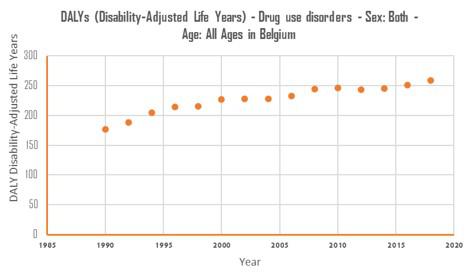 DALYs (Disability-Adjusted Life Years) - Drug use disorders - Sex: Both -
Age: All Ages in Belgium
DALY Disability-Adjusted Life Years
300
250
200
150
100
50
0
1985 1990 1995 2000 2005 2010 2015 2020
Year